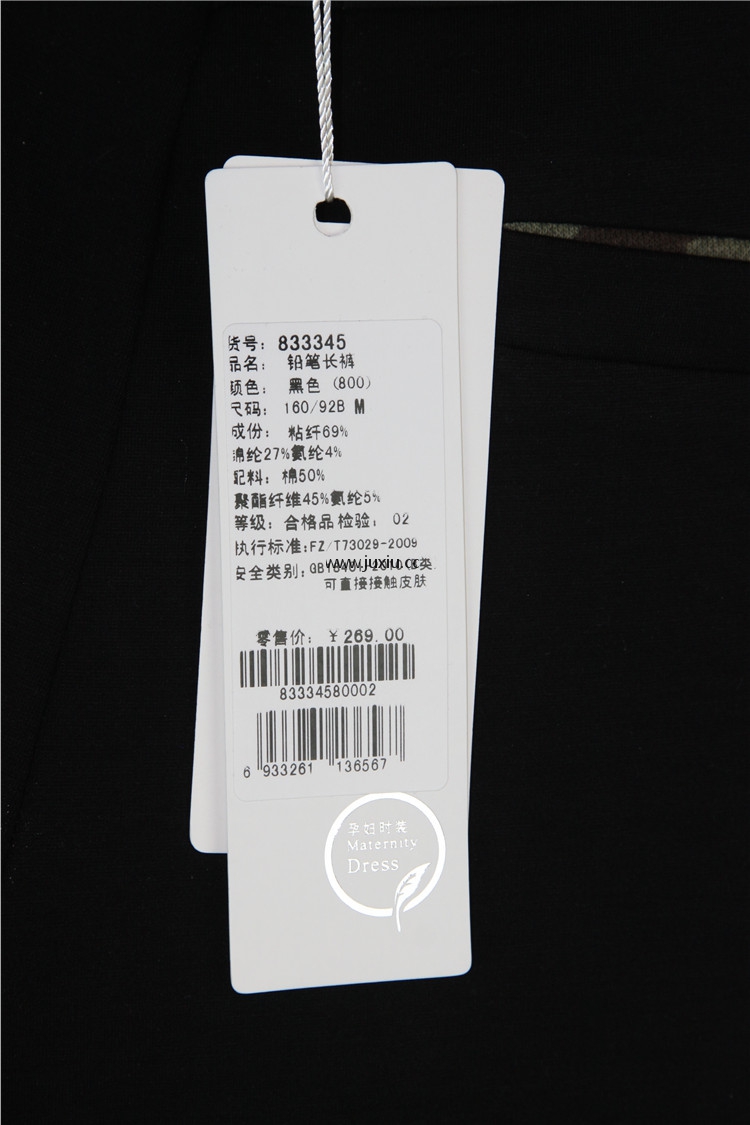 货号: 833345
品名: 铅笔长裤
颜色: 黑色 (800)
尺码: 160/92B M
成份: 粘纤69%
锦纶27%氨纶4%
配料: 棉50%
聚酯纤维45%氨纶5%
等级: 合格品 检验: 02
执行标准:FZ/T73029-2009
安全类别:
www.juxiu.cc
可直接接触皮肤
零售价: ¥ 269.00
83334580002
6 933261 136567
孕妇时装
Maternity
Dress